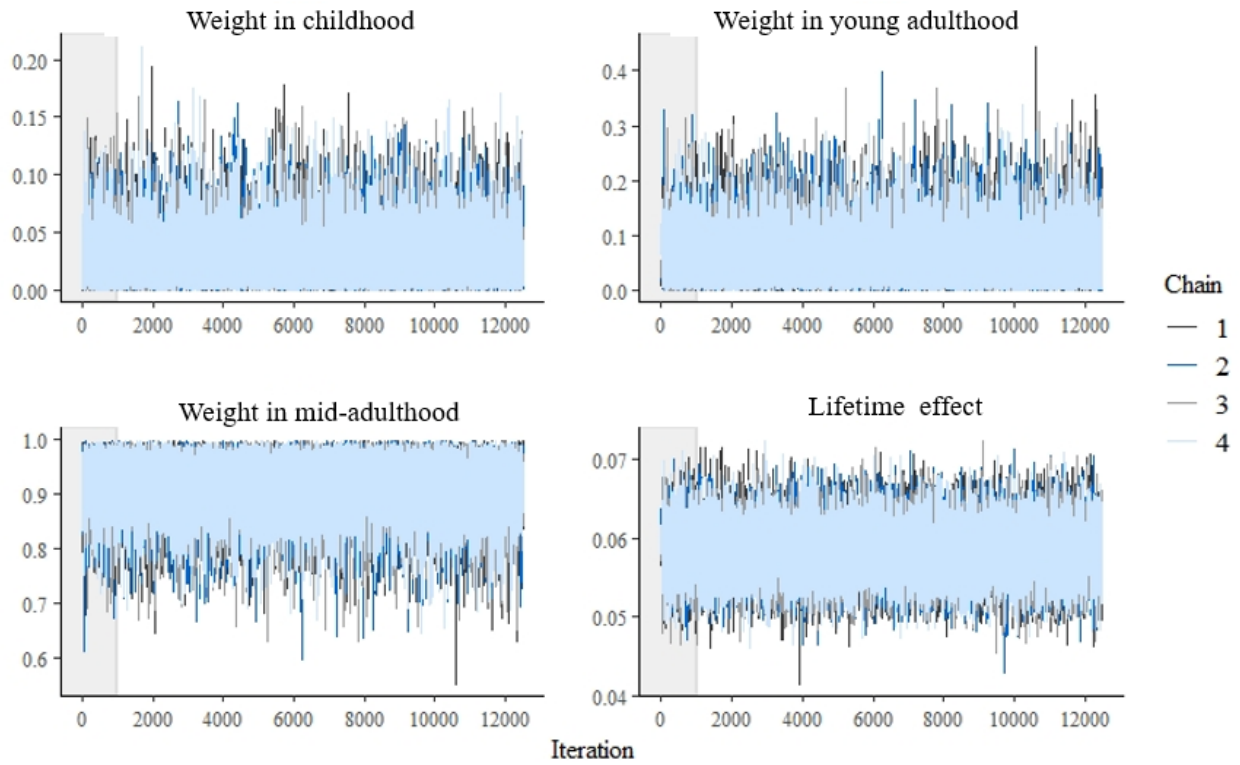 Weight in childhood
Weight in young adulthood
0.20
0.15
0.10
0.05
0.00
0 2000 4000 6000 8000 10000 12000
0.4
0.3
0.2
0.1
0.0
0 2000 4000 6000 8000 10000 12000
Weight in mid-adulthood
Lifetime effect
1.0
0.9
0.8
0.7
0.6
0 2000 4000 6000 8000 10000 12000
0.07
0.06
0.05
0.04
0 2000 4000 6000 8000 10000 12000
Iteration
Chain
1
2
3
4